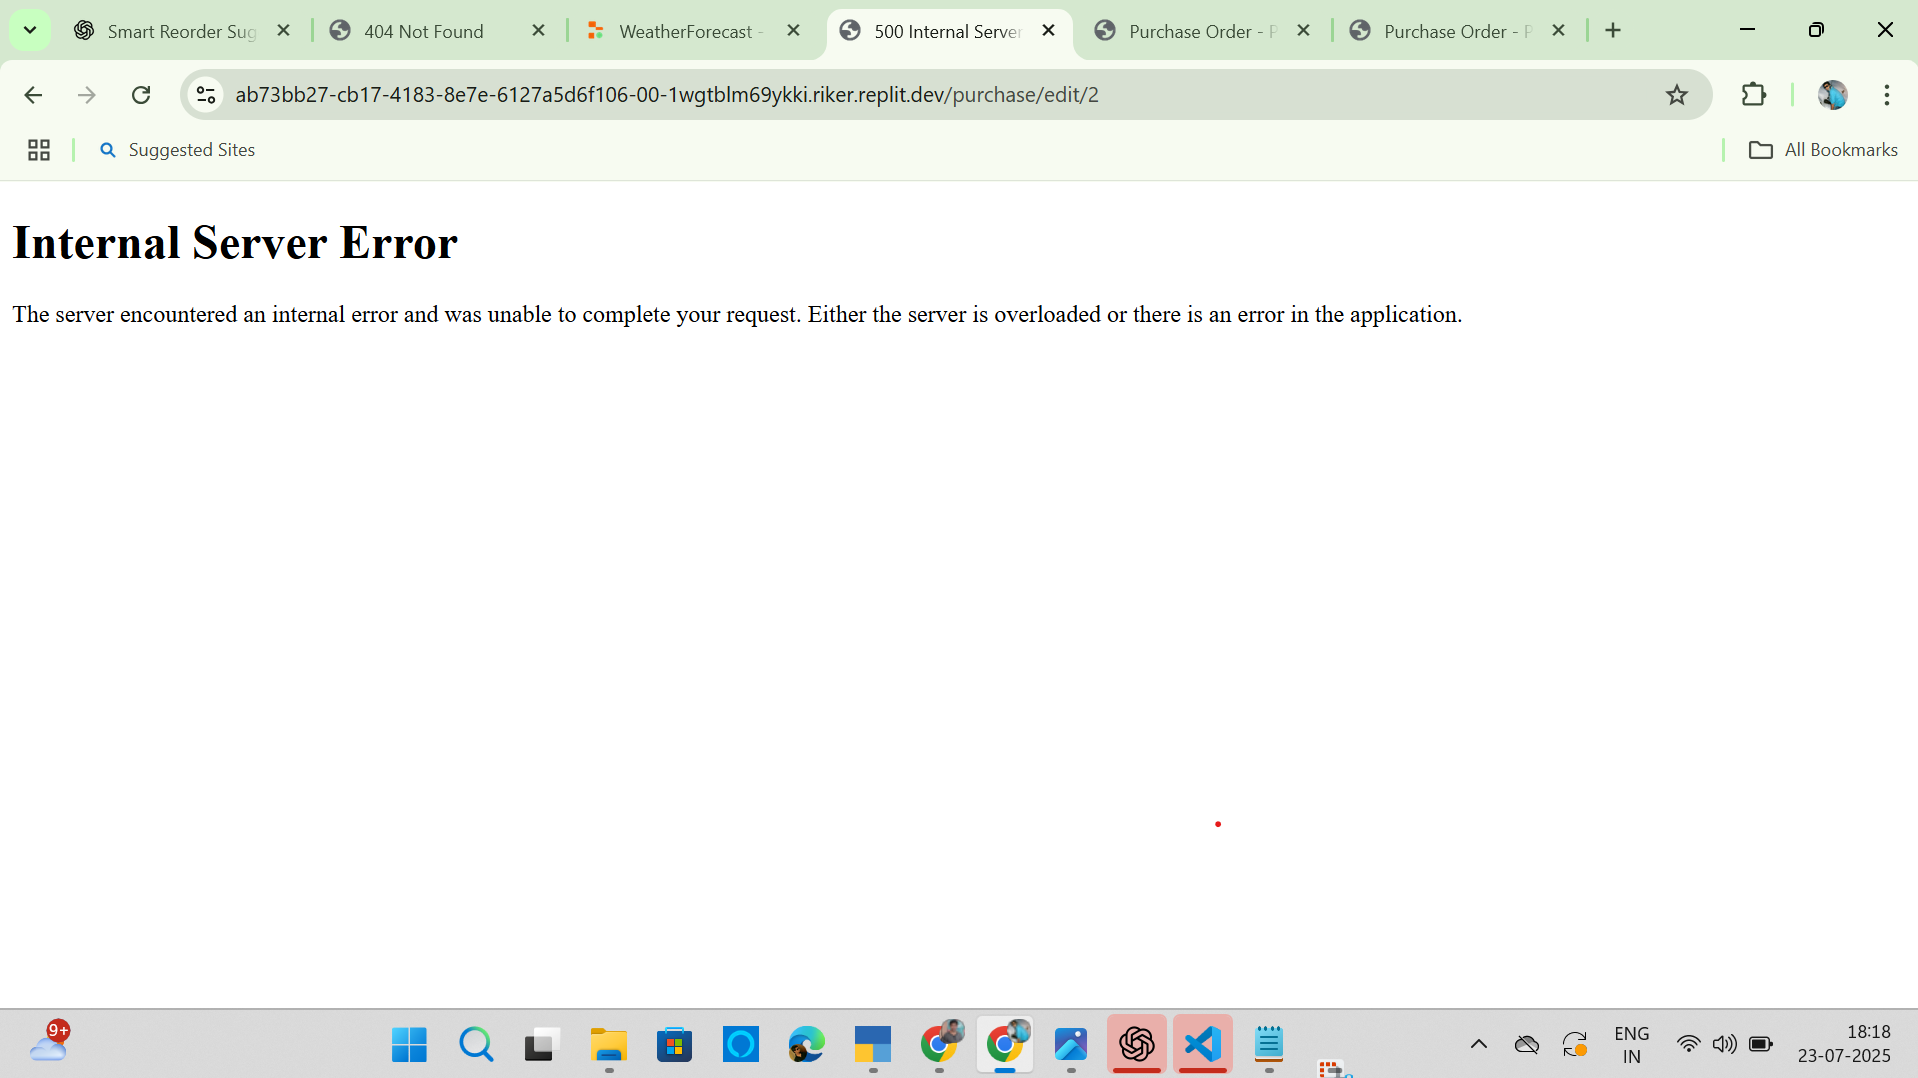 Smart Reorder Sug
404 Not Found
WeatherForecast -
500 Internal Server
Purchase Order - P
Purchase Order - P
ab73bb27-cb17-4183-8e7e-6127a5d6f106-00-1wgtblm69ykki.riker.replit.dev/purchase/edit/2
Suggested Sites
All Bookmarks
Internal Server Error
The server encountered an internal error and was unable to complete your request. Either the server is overloaded or there is an error in the application.
9+
ENG
IN
18:18
23-07-2025